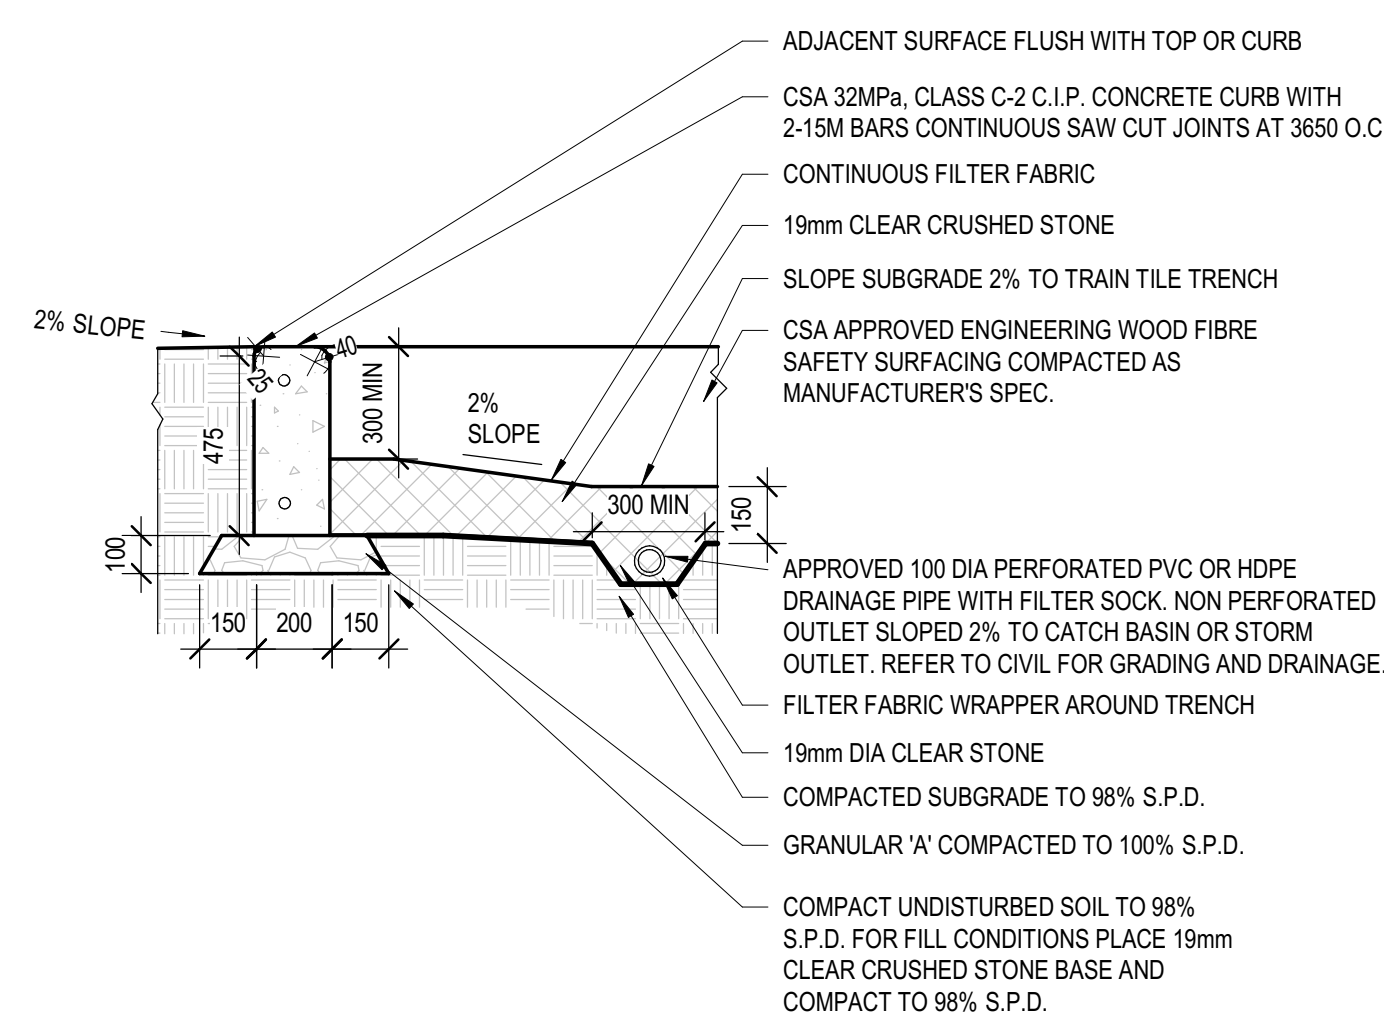 ADJACENT SURFACE FLUSH WITH TOP OR CURB
CSA 32MPa, CLASS C-2 C.I.P. CONCRETE CURB WITH
2-15M BARS CONTINUOUS SAW CUT JOINTS AT 3650 O.C
CONTINUOUS FILTER FABRIC
19mm CLEAR CRUSHED STONE
SLOPE SUBGRADE 2% TO TRAIN TILE TRENCH
CSA APPROVED ENGINEERING WOOD FIBRE
SAFETY SURFACING COMPACTED AS
MANUFACTURER'S SPEC.
2% SLOPE
40
25
300 MIN
2%
SLOPE
475
300 MIN
150
100
150
200
150
APPROVED 100 DIA PERFORATED PVC OR HDPE
DRAINAGE PIPE WITH FILTER SOCK. NON PERFORATED
OUTLET SLOPED 2% TO CATCH BASIN OR STORM
OUTLET. REFER TO CIVIL FOR GRADING AND DRAINAGE.
FILTER FABRIC WRAPPER AROUND TRENCH
19mm DIA CLEAR STONE
COMPACTED SUBGRADE TO 98% S.P.D.
GRANULAR 'A' COMPACTED TO 100% S.P.D.
COMPACT UNDISTURBED SOIL TO 98%
S.P.D. FOR FILL CONDITIONS PLACE 19mm
CLEAR CRUSHED STONE BASE AND
COMPACT TO 98% S.P.D.